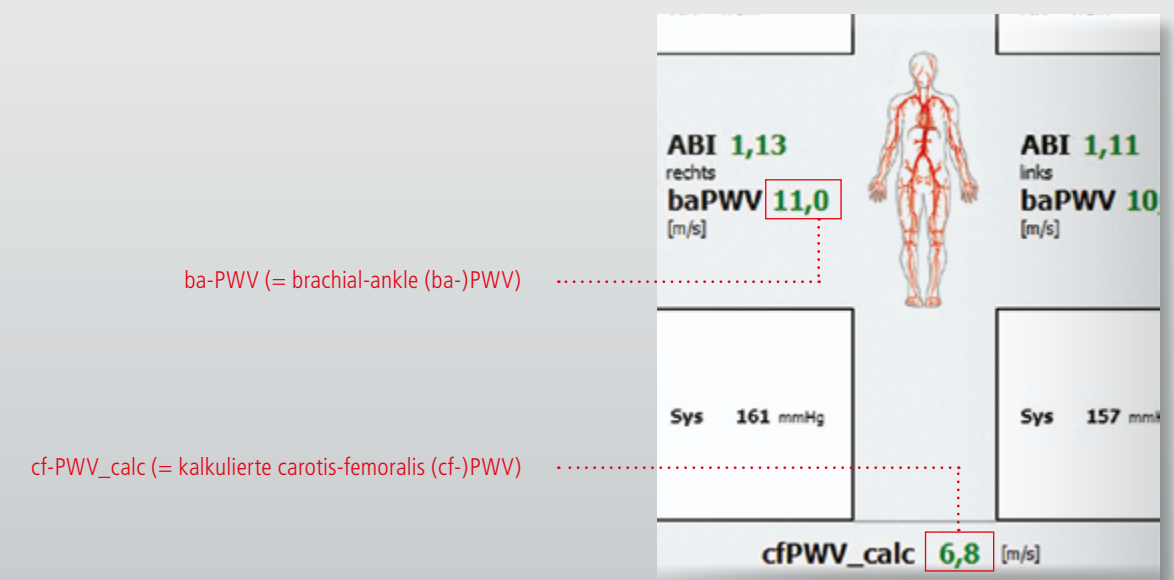 ABI 1,13
rechts
baPWV 11,0
[m/s]
ABI 1,11
links
baPWV 10,
[m/s]
ba-PWV (= brachial-ankle (ba-)PWV)
Sys 161 mmHg
Sys 157
cf-PWV_calc (= kalkulierte carotis-femoralis (cf-)PWV)
cfPWV_calc 6,8 [m/s]